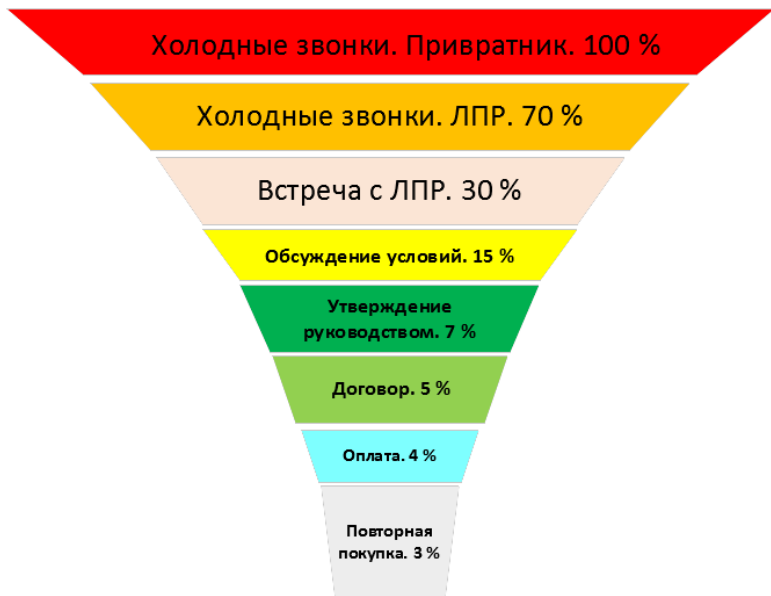 Холодные звонки. Привратник. 100 %
Холодные звонки. ЛПР. 70 %
Встреча с ЛПР. 30 %
Обсуждение условий. 15 %
Утверждение
руководством. 7 %
Договор. 5 %
Оплата. 4 %
Повторная
покупка. 3 %